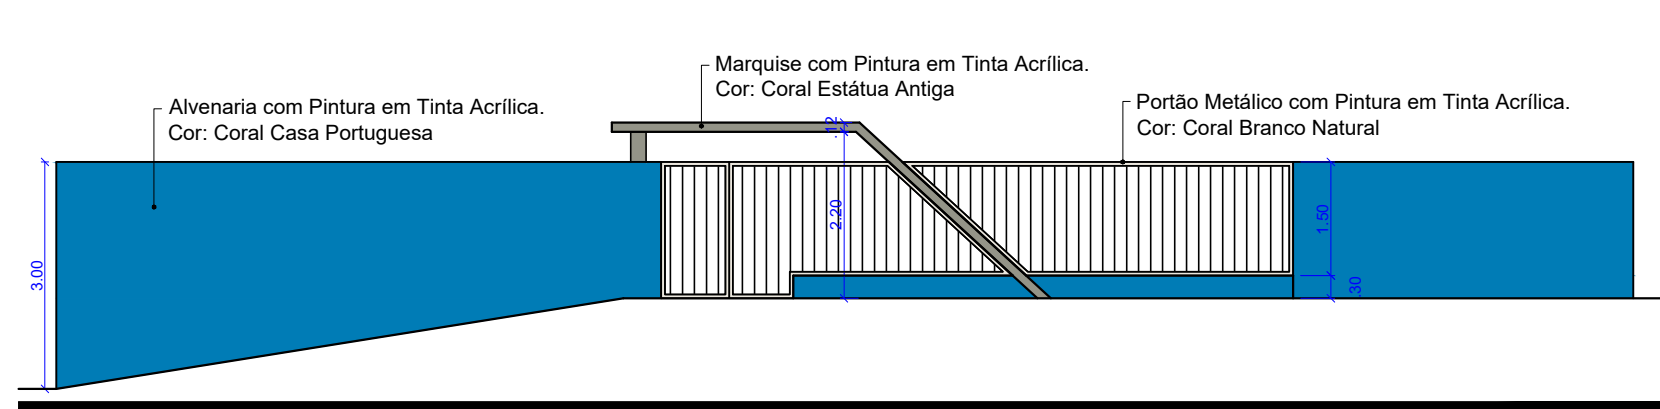 Marquise com Pintura em Tinta Acrílica.
Cor: Coral Estátua Antiga
Alvenaria com Pintura em Tinta Acrílica.
Cor: Coral Casa Portuguesa
Portão Metálico com Pintura em Tinta Acrílica.
Cor: Coral Branco Natural
.12
2.20
1.50
3.00
.30